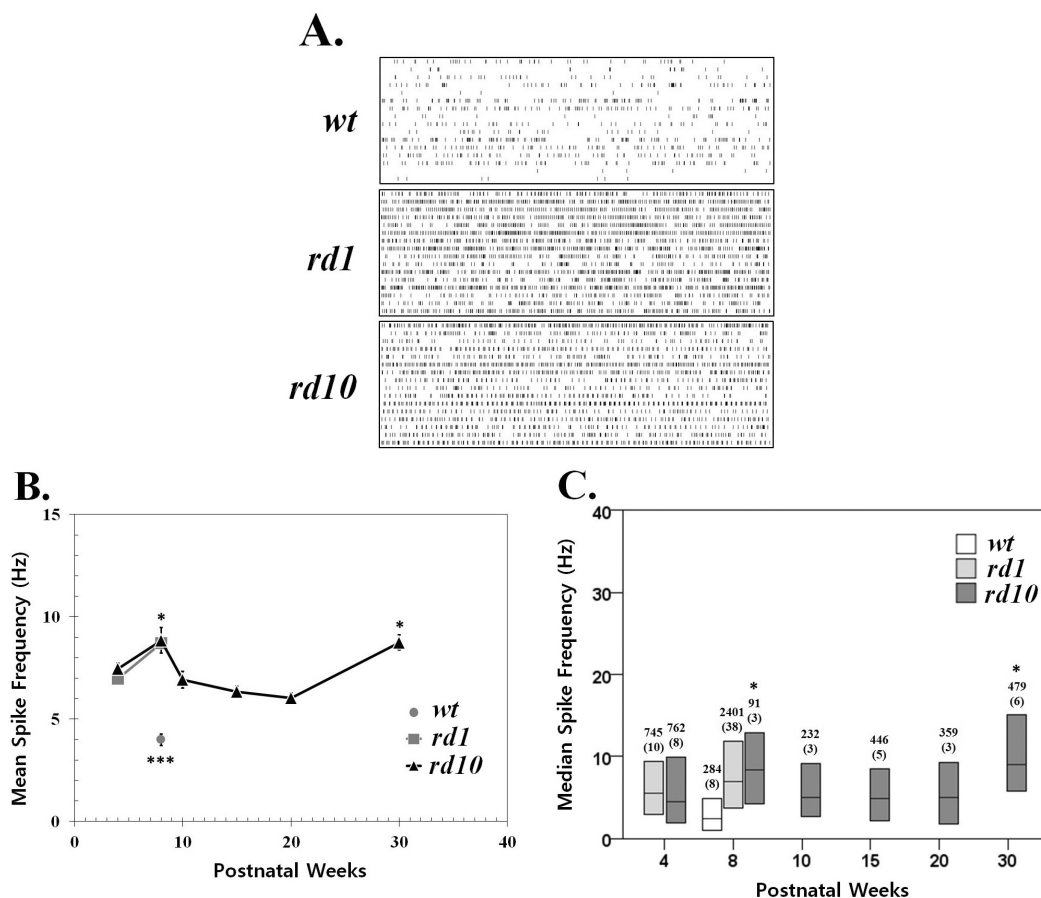 A.
wt
rd1
rd10
B.
15
10
5
0
0
10
20
30
40
Mean Spike Frequency (Hz)
Postnatal Weeks
*
*
***
wt
rd1
rd10
C.
40
30
20
10
0
4
8
10
15
20
30
Median Spike Frequency (Hz)
Postnatal Weeks
wt
rd1
rd10
745
(10)
762
(8)
284
(8)
2401
(38)
*
91
(3)
232
(3)
446
(5)
359
(3)
*
479
(6)